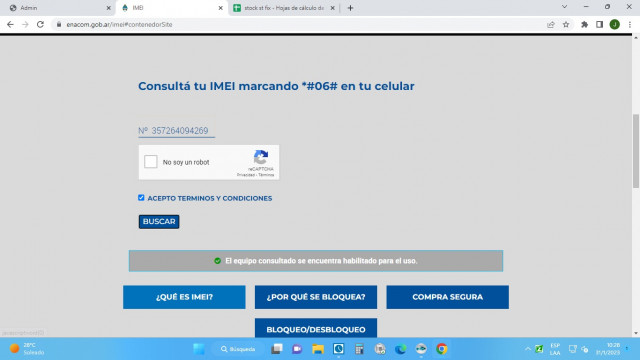 Admin
IMEI
stock st fix - Hojas de cálculo de
enacom.gob.ar/imei#contenedorSite
J
Consultá tu IMEI marcando *#06# en tu celular
Nº 357264094269
No soy un robot
reCAPTCHA
Privacidad - Términos
ACEPTO TERMINOS Y CONDICIONES
BUSCAR
El equipo consultado se encuentra habilitado para el uso.
¿QUÉ ES IMEI?
¿POR QUÉ SE BLOQUEA?
COMPRA SEGURA
BLOQUEO/DESBLOQUEO
28°C
Soleado
Búsqueda
ESP
LAA
10:28